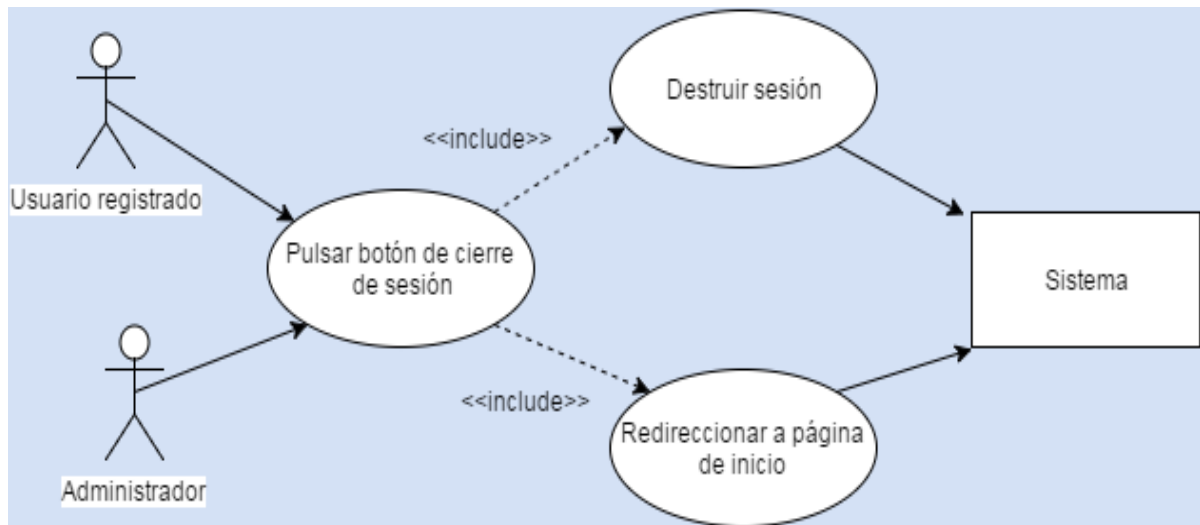 Usuario registrado
Administrador
Pulsar botón de cierre
de sesión
<<include>>
<<include>>
Destruir sesión
Redireccionar a página
de inicio
Sistema